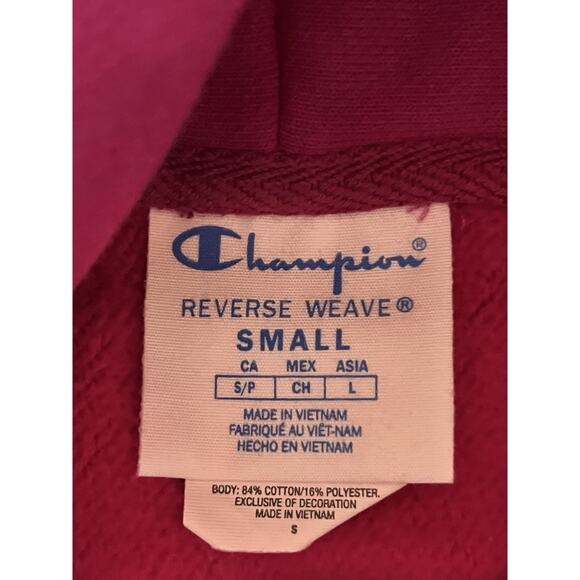 Champion®
REVERSE WEAVE®
SMALL
CA MEX ASIA
S/P CH L
MADE IN VIETNAM
FABRIQUÉ AU VIÊT-NAM
HECHO EN VIETNAM
BODY: 84% COTTON/16% POLYESTER.
EXCLUSIVE OF DECORATION
MADE IN VIETNAM
S